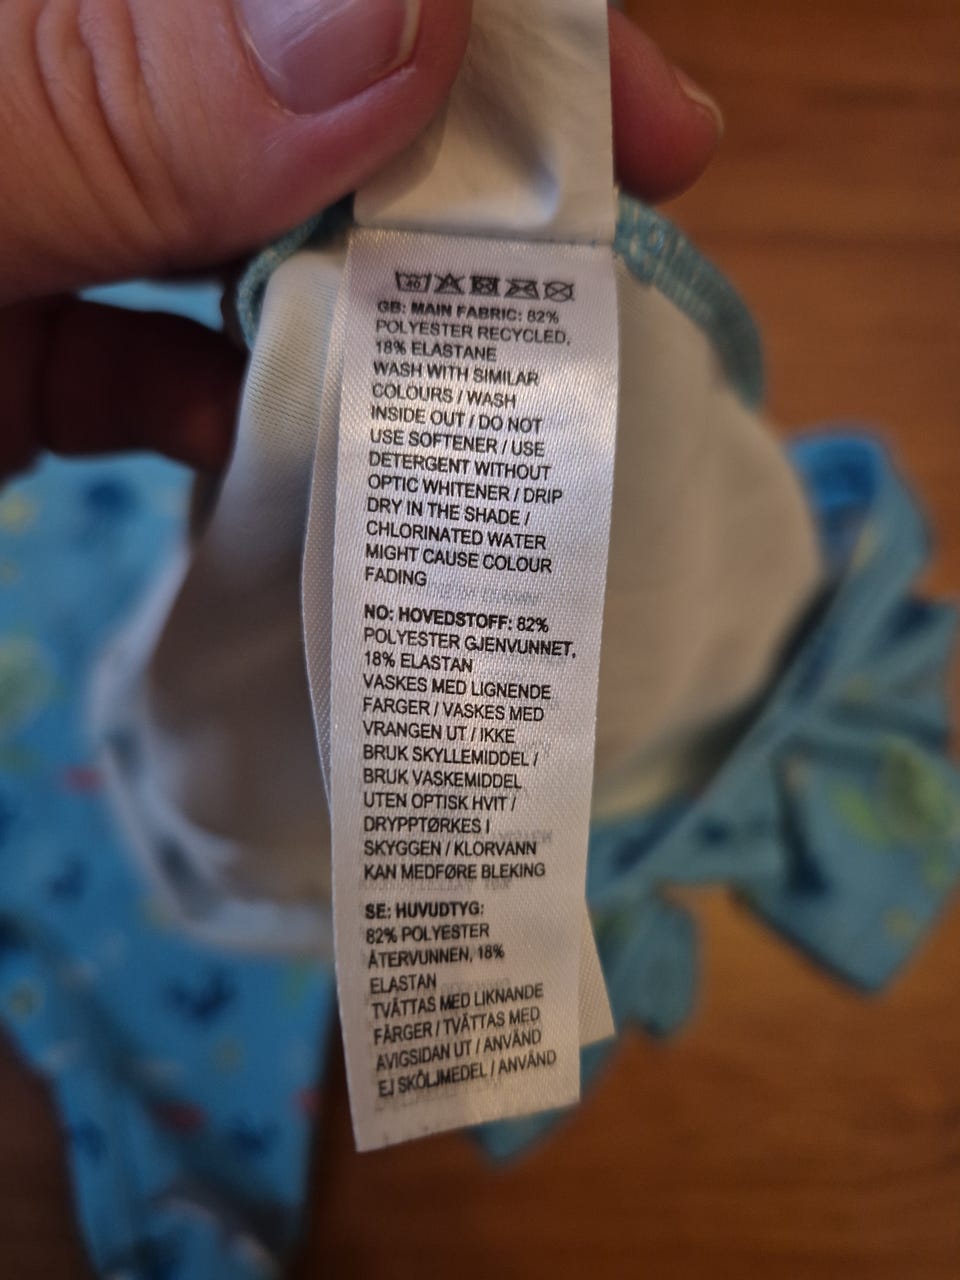 40
GB: MAIN FABRIC: 82%
POLYESTER RECYCLED,
18% ELASTANE
WASH WITH SIMILAR
COLOURS / WASH
INSIDE OUT / DO NOT
USE SOFTENER / USE
DETERGENT WITHOUT
OPTIC WHITENER / DRIP
DRY IN THE SHADE /
CHLORINATED WATER
MIGHT CAUSE COLOUR
FADING
NO: HOVEDSTOFF: 82%
POLYESTER GJENVUNNET,
18% ELASTAN
VASKES MED LIGNENDE
FARGER / VASKES MED
VRANGEN UT / IKKE
BRUK SKYLLEMIDDEL /
BRUK VASKEMIDDEL
UTEN OPTISK HVIT /
DRYPPTØRKES I
SKYGGEN / KLORVANN
KAN MEDFØRE BLEKING
SE: HUVUDTYG:
82% POLYESTER
ÅTERVUNNEN, 18%
ELASTAN
TVÄTTAS MED LIKNANDE
FÄRGER / TVÄTTAS MED
AVIGSIDAN UT / ANVÄND
EJ SKÖLJMEDEL / ANVÄND